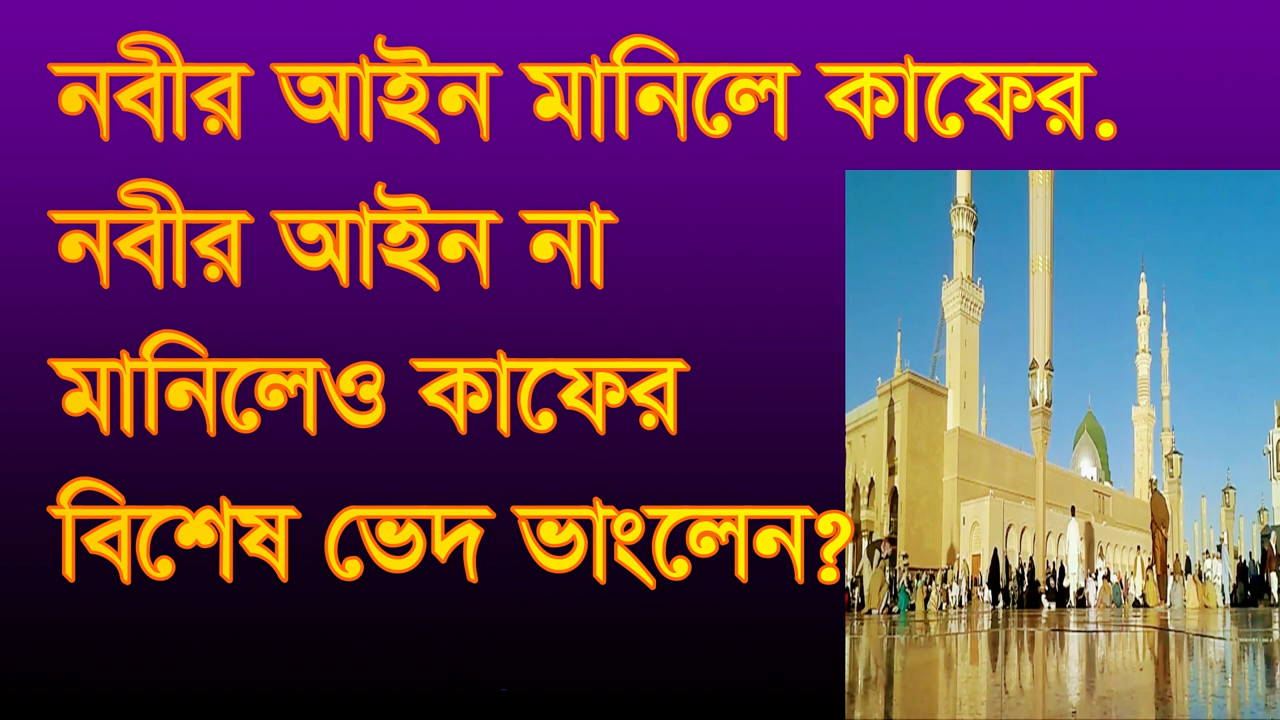 নবীর আইন মানিলে কাফের.
নবীর আইন না
মানিলেও কাফের
বিশেষ ভেদ ভাংলেন?